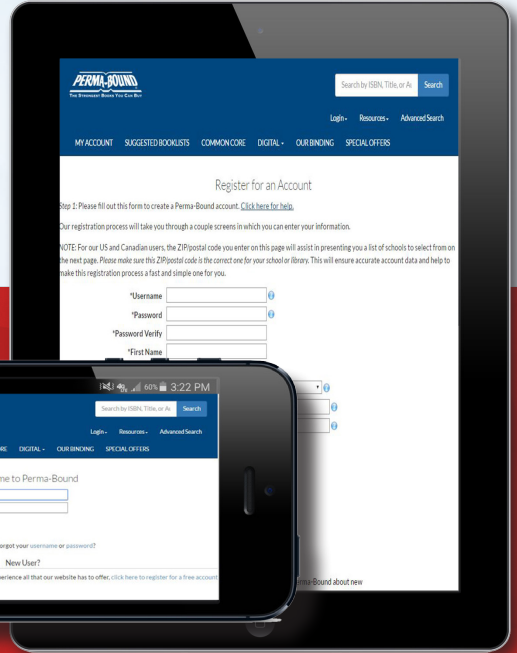 PERMA-BOUND
THE STRONGEST BOOKS YOU CAN BUY
Search by ISBN, Title, or Au Search
Login Resources Advanced Search
MY ACCOUNT SUGGESTED BOOKLISTS COMMON CORE DIGITAL OUR BINDING SPECIAL OFFERS
Register for an Account
Step 1: Please fill out this form to create a Perma-Bound account. Click here for help.
Our registration process will take you through a couple screens in which you can enter your information.
NOTE: For our US and Canadian users, the ZIP/postal code you enter on this page will assist in presenting you a list of schools to select from on
the next page. Please make sure this ZIP/postal code is the correct one for your school or library. This will ensure accurate account data and help to
make this registration process a fast and simple one for you.
*Username
*Password
*Password Verify
*First Name
60% 3:22 PM
Search by ISBN, Title, or Au Search
Login Resources Advanced Search
RE DIGITAL OUR BINDING SPECIAL OFFERS
me to Perma-Bound
orgot your username or password?
New User?
perience all that our website has to offer, click here to register for a free account
erma-Bound about new